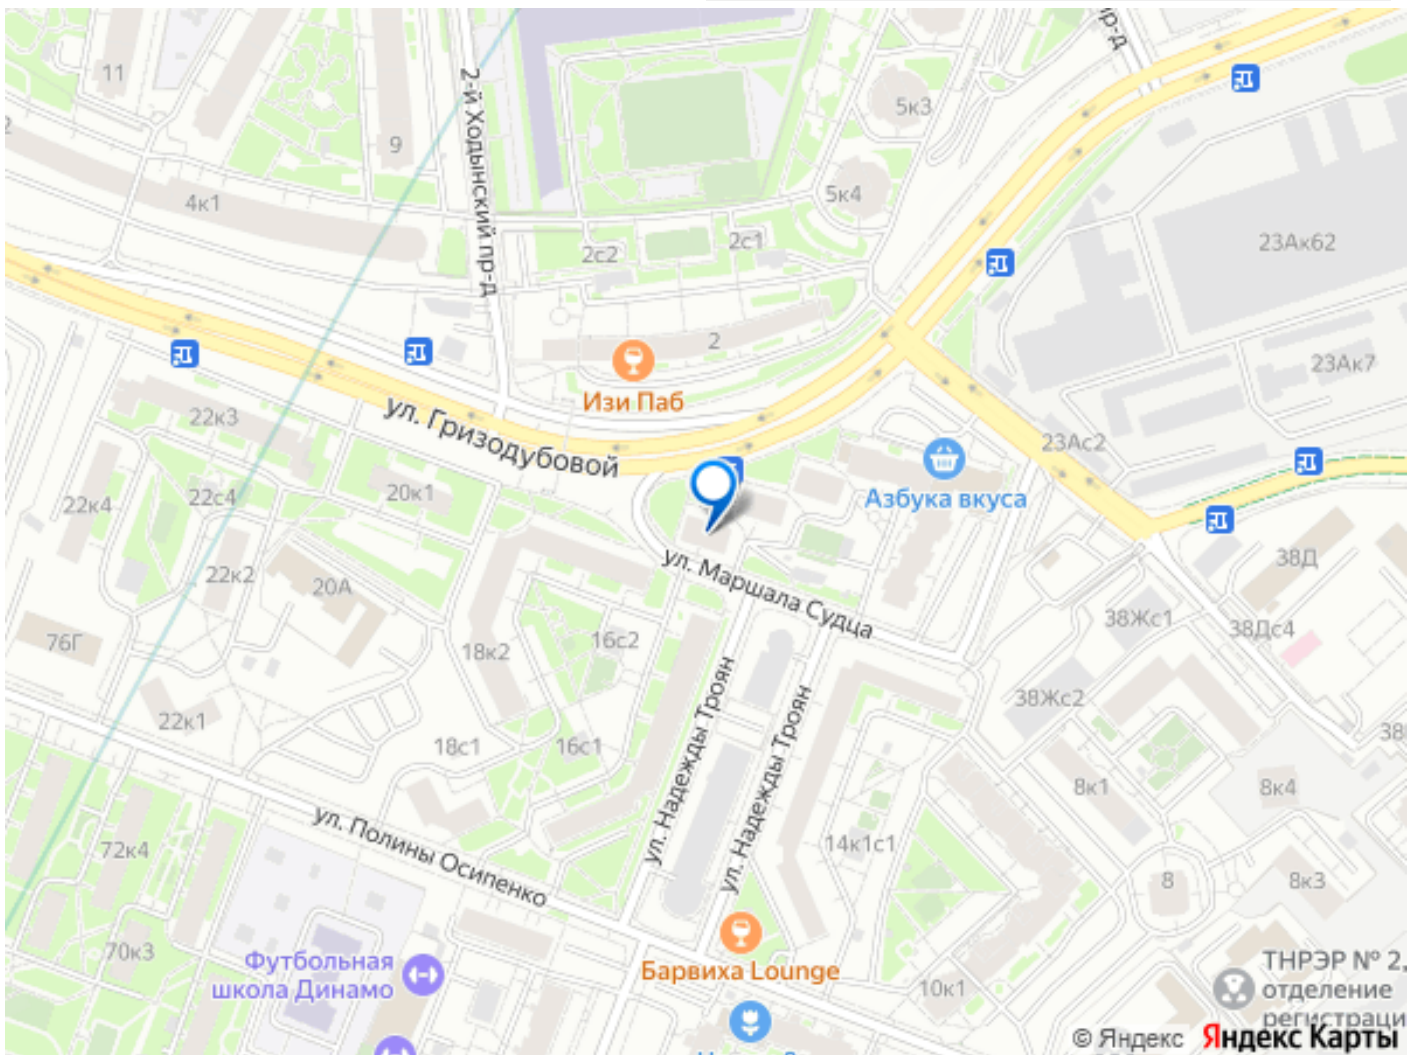 пр-д
11
5к3
9
2-й Ходынский пр-д
4к1
5к4
2с1
2с2
23Ак62
2
23Ак7
Изи Паб
22к3
ул. Гризодубовой
23Ас2
20к1
22с4
22к4
Азбука вкуса
38Д
ул. Маршала Судца
22к2
20А
38Жс1
38Дс4
76Г
16с2
18к2
38Жс2
22к1
18с1
16с1
ул. Надежды Троян
ул. Надежды Троян
8к1
8к4
ул. Полины Осипенко
72к4
14к1с1
8
8к3
70к3
Футбольная
школа Динамо
Барвиха Lounge
10к1
ТНРЭР № 2,
отделение
регистраци
© Яндекс Яндекс Карты